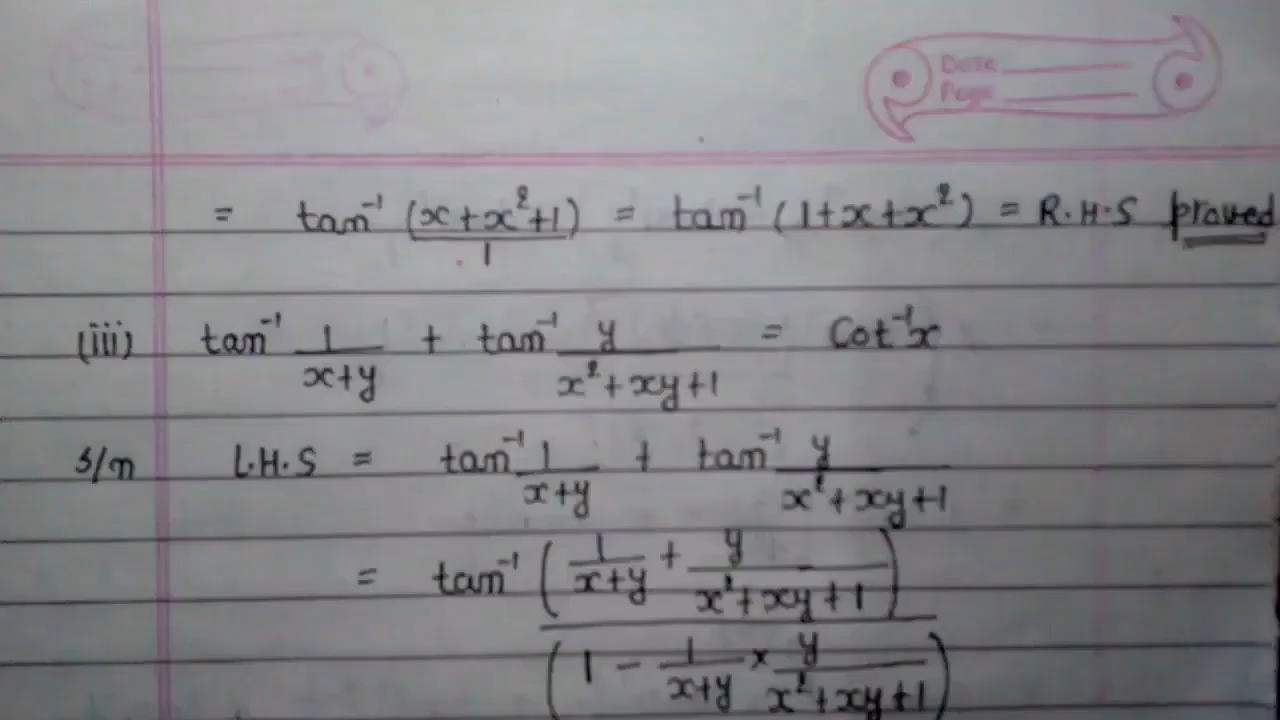 Date
Page
= tan⁻¹ (x+x²+1)/1 = tan⁻¹ (1+x+x²) = R.H.S proved
(iii) tan⁻¹ 1/(x+y) + tan⁻¹ y/(x²+xy+1) = Cot⁻¹x
s/n L.H.S = tan⁻¹ 1/(x+y) + tan⁻¹ y/(x²+xy+1)
= tan⁻¹ (1/(x+y) + y/(x²+xy+1)) / (1 - 1/(x+y) × y/(x²+xy+1))